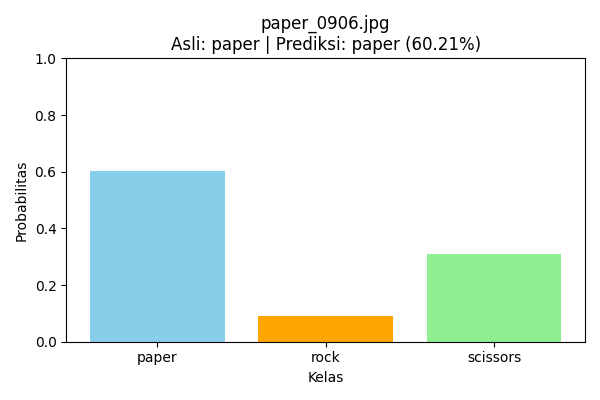 paper_0906.jpg
Asli: paper | Prediksi: paper (60.21%)
1.0
0.8
0.6
0.4
0.2
0.0
Probabilitas
paper rock scissors
Kelas